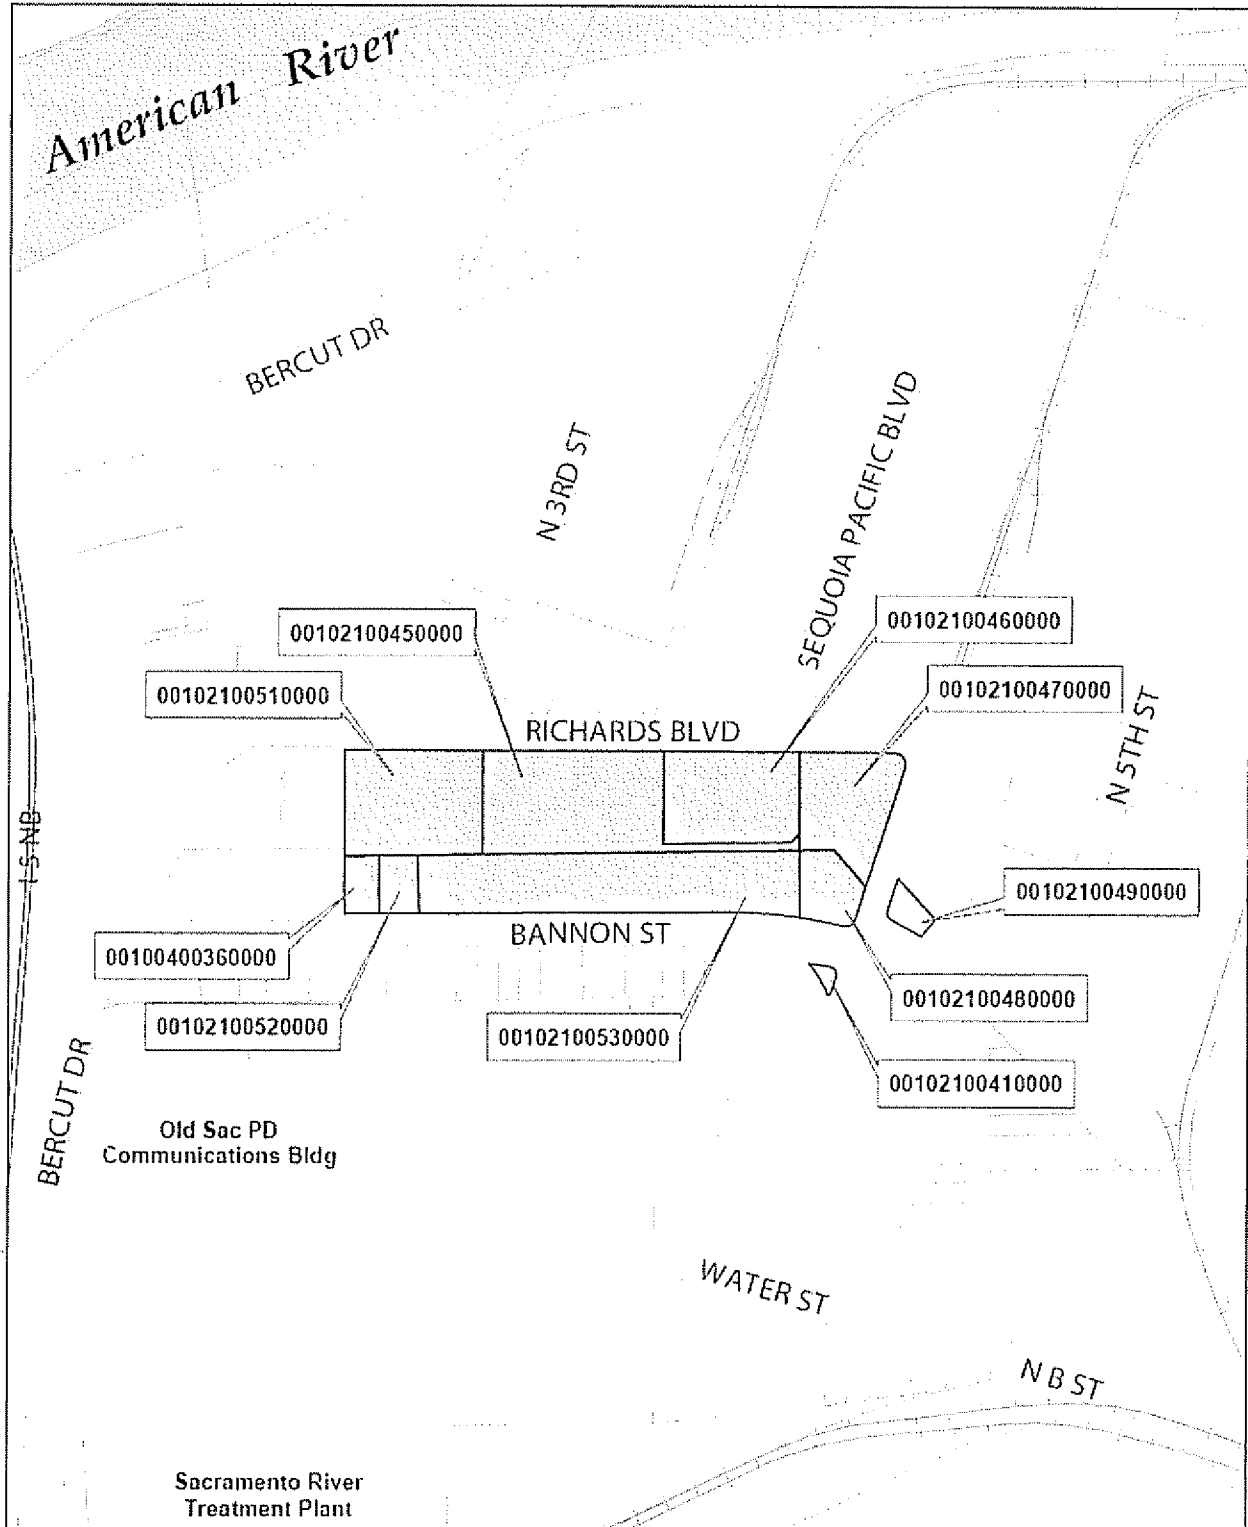 American River
BERCUT DR
N 3RD ST
SEQUOIA PACIFIC BLVD
00102100450000
00102100460000
00102100510000
00102100470000
RICHARDS BLVD
N 5TH ST
I-5 NB
00102100490000
BANNON ST
00100400360000
00102100480000
00102100520000
00102100530000
00102100410000
BERCUT DR
Old Sac PD
Communications Bldg
WATER ST
N B ST
Sacramento River
Treatment Plant